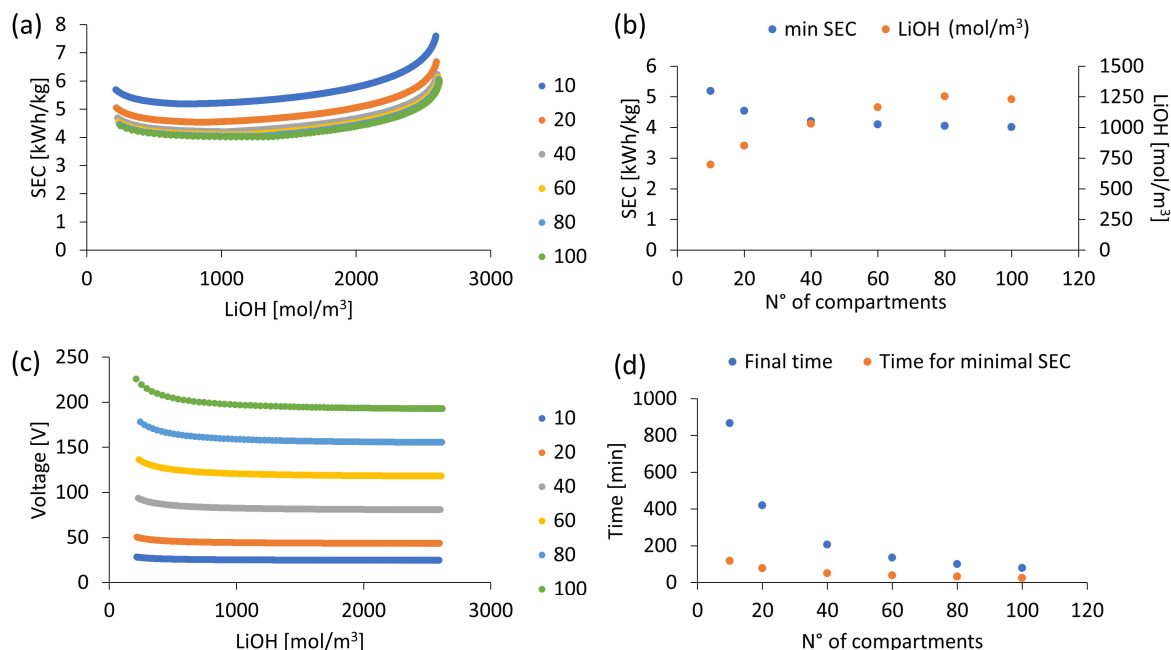 (a)
SEC [kWh/kg]
8
7
6
5
4
3
2
1
0
0 1000 2000 3000
LiOH [mol/m³]
10
20
40
60
80
100
(b)
min SEC LiOH (mol/m³)
SEC [kWh/kg]
6
5
4
3
2
1
0
1500
1250
1000
750
500
250
0
LiOH [mol/m³]
0 20 40 60 80 100 120
N° of compartments
(c)
Voltage [V]
250
200
150
100
50
0
0 1000 2000 3000
LiOH [mol/m³]
10
20
40
60
80
100
(d)
Final time Time for minimal SEC
Time [min]
1000
800
600
400
200
0
0 20 40 60 80 100 120
N° of compartments